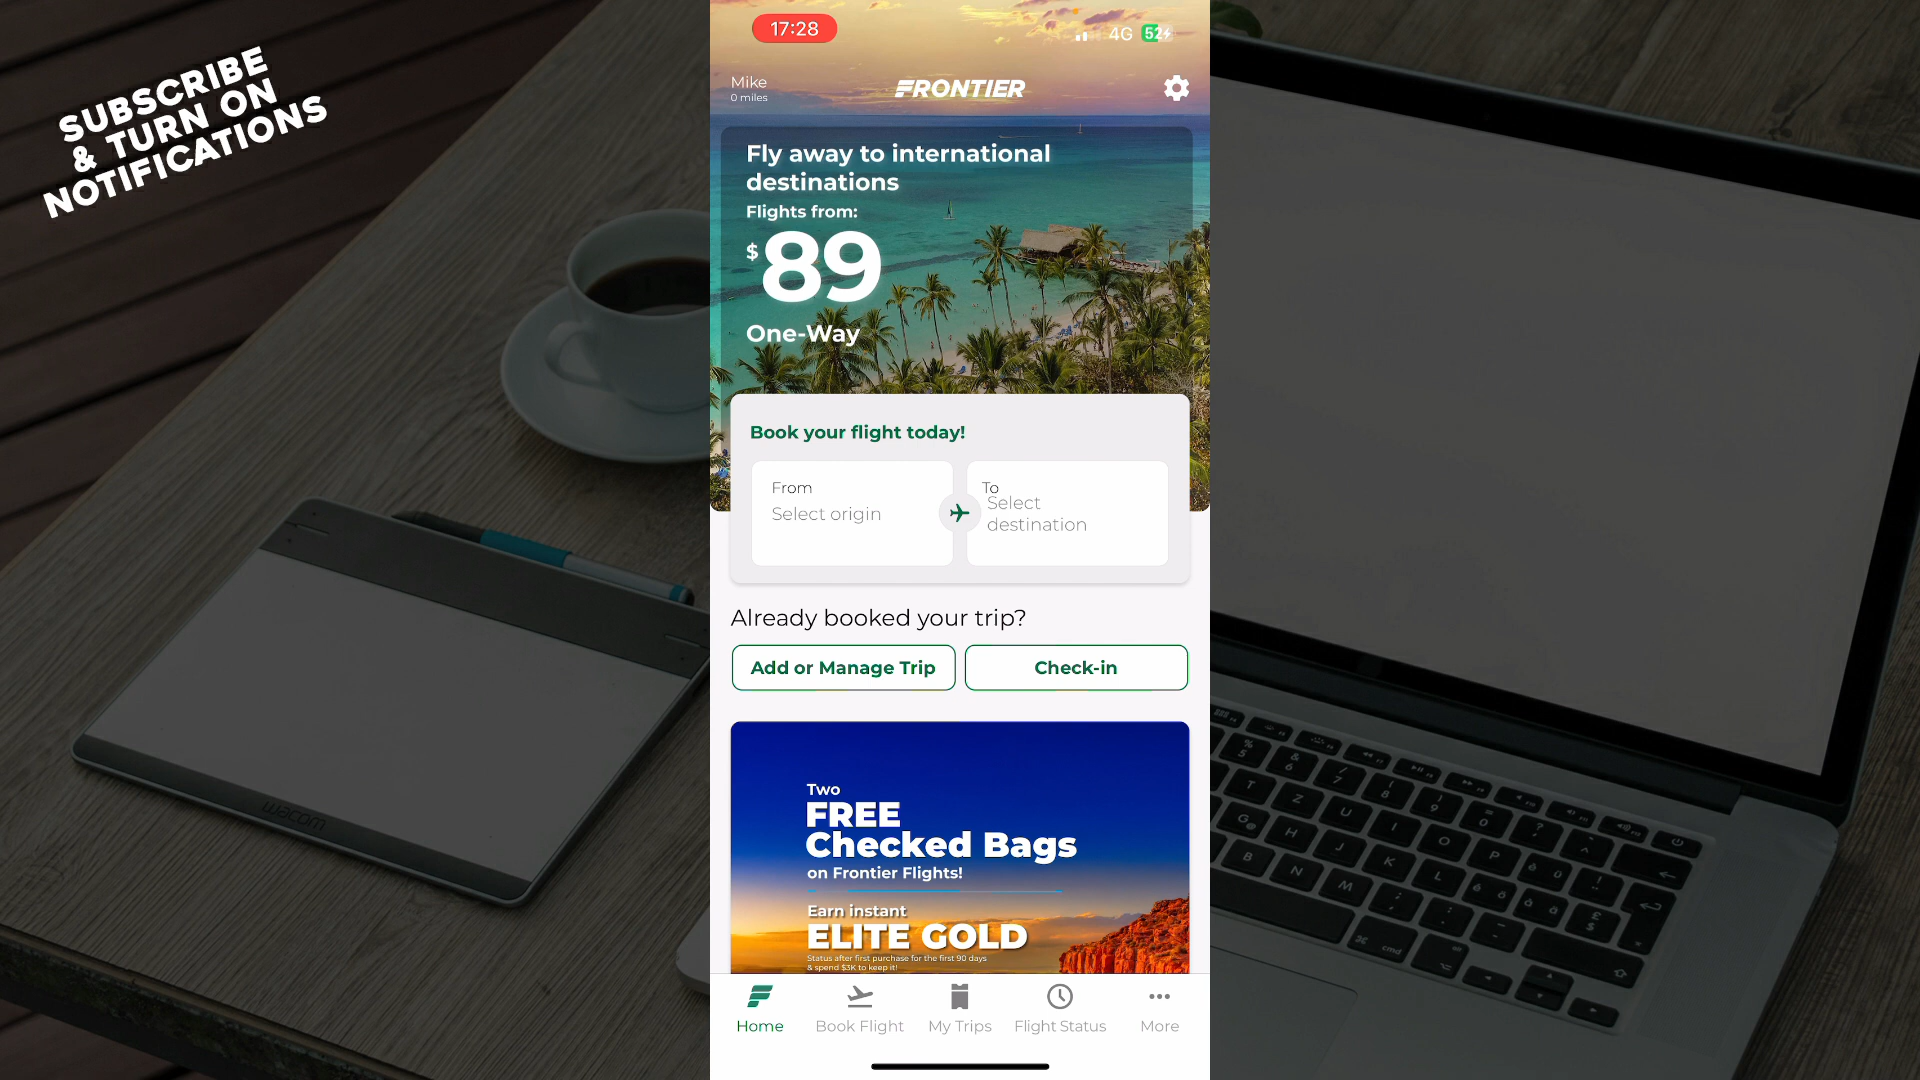 SUBSCRIBE
& TURN ON
NOTIFICATIONS
17:28
4G
52
Mike
0 miles
FRONTIER
Fly away to international
destinations
Flights from:
$89
One-Way
Book your flight today!
From
Select origin
To
Select
destination
Already booked your trip?
Add or Manage Trip
Check-in
Two
FREE
Checked Bags
on Frontier Flights!
Earn instant
ELITE GOLD
Status after first purchase for the first 90 days
& spend $3K to keep it!
Home
Book Flight
My Trips
Flight Status
More
wacom